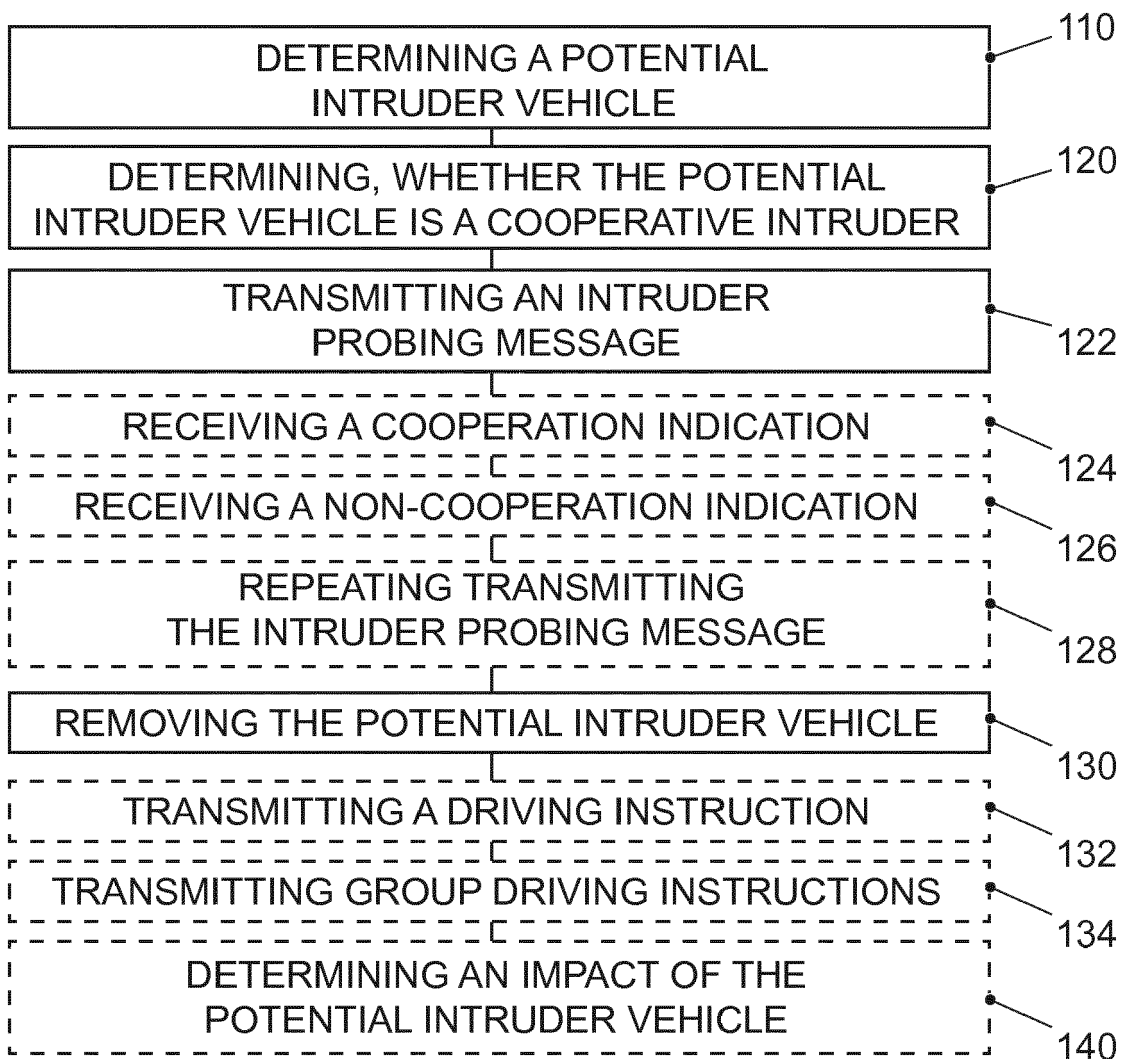 110
DETERMINING A POTENTIAL
INTRUDER VEHICLE
120
DETERMINING, WHETHER THE POTENTIAL
INTRUDER VEHICLE IS A COOPERATIVE INTRUDER
TRANSMITTING AN INTRUDER
PROBING MESSAGE
122
RECEIVING A COOPERATION INDICATION
124
RECEIVING A NON-COOPERATION INDICATION
126
REPEATING TRANSMITTING
THE INTRUDER PROBING MESSAGE
128
REMOVING THE POTENTIAL INTRUDER VEHICLE
130
TRANSMITTING A DRIVING INSTRUCTION
132
TRANSMITTING GROUP DRIVING INSTRUCTIONS
134
DETERMINING AN IMPACT OF THE
POTENTIAL INTRUDER VEHICLE
140